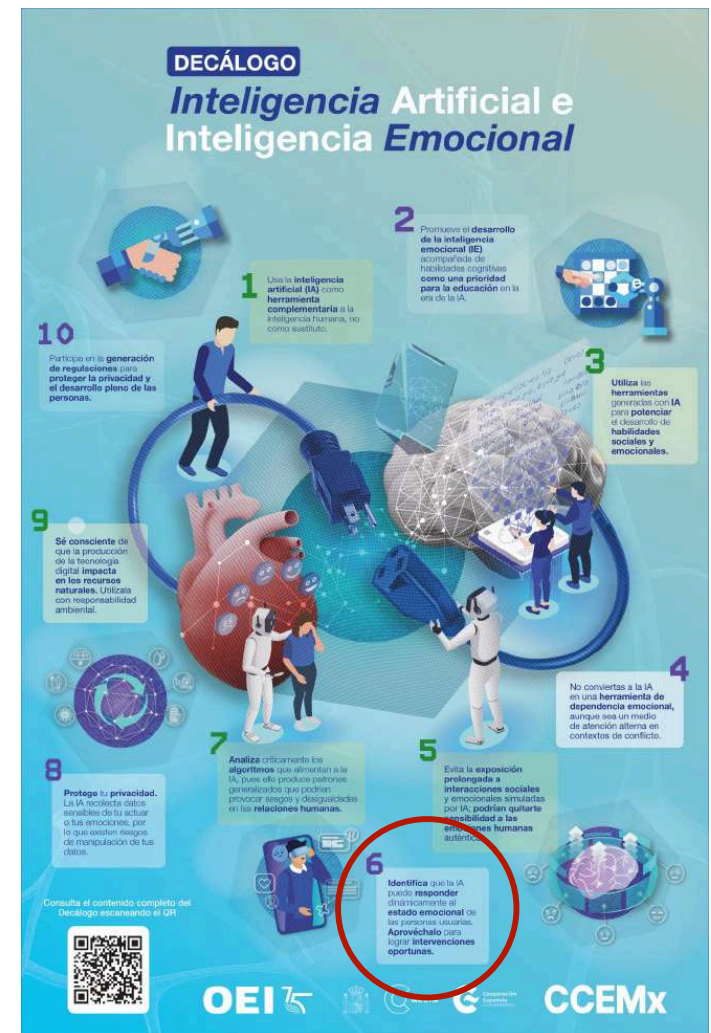 DECÁLOGO
Inteligencia Artificial e
Inteligencia Emocional
1
Usa la inteligencia
artificial (IA) como
herramienta
complementaria a la
inteligencia humana, no
como sustituto.
2
Promueve el desarrollo
de la inteligencia
emocional (IE)
acompañada de
habilidades cognitivas
como una prioridad
para la educación en la
era de la IA.
3
Utiliza las
herramientas
generadas con IA
para potenciar
el desarrollo de
habilidades
sociales y
emocionales.
4
No conviertas a la IA
en una herramienta de
dependencia emocional,
aunque sea un medio
de atención alterna en
contextos de conflicto.
5
Evita la exposición
prolongada a
interacciones sociales
y emocionales simuladas
por IA; podrían quitarte
sensibilidad a las
emociones humanas
6
Identifica que la IA
puede responder
dinámicamente al
estado emocional de
las personas usuarias.
Aprovéchalo para
lograr intervenciones
oportunas.
7
Analiza críticamente los
algoritmos que alimentan a la
IA, pues ello produce patrones
generalizados que podrían
provocar sesgos y desigualdades
en las relaciones humanas.
8
Protege tu privacidad.
La IA recolecta datos
sensibles de tu actuar
o tus emociones, por
lo que existen riesgos
de manipulación de tus
datos.
9
Sé consciente de
que la producción
de la tecnología
digital impacta
en los recursos
naturales. Utilízala
con responsabilidad
ambiental.
10
Participa en la generación
de regulaciones para
proteger la privacidad y
el desarrollo pleno de las
personas.
Consulta el contenido completo del
Decálogo escaneando el QR
OEI 75
Cooperación
Española
CCEMx